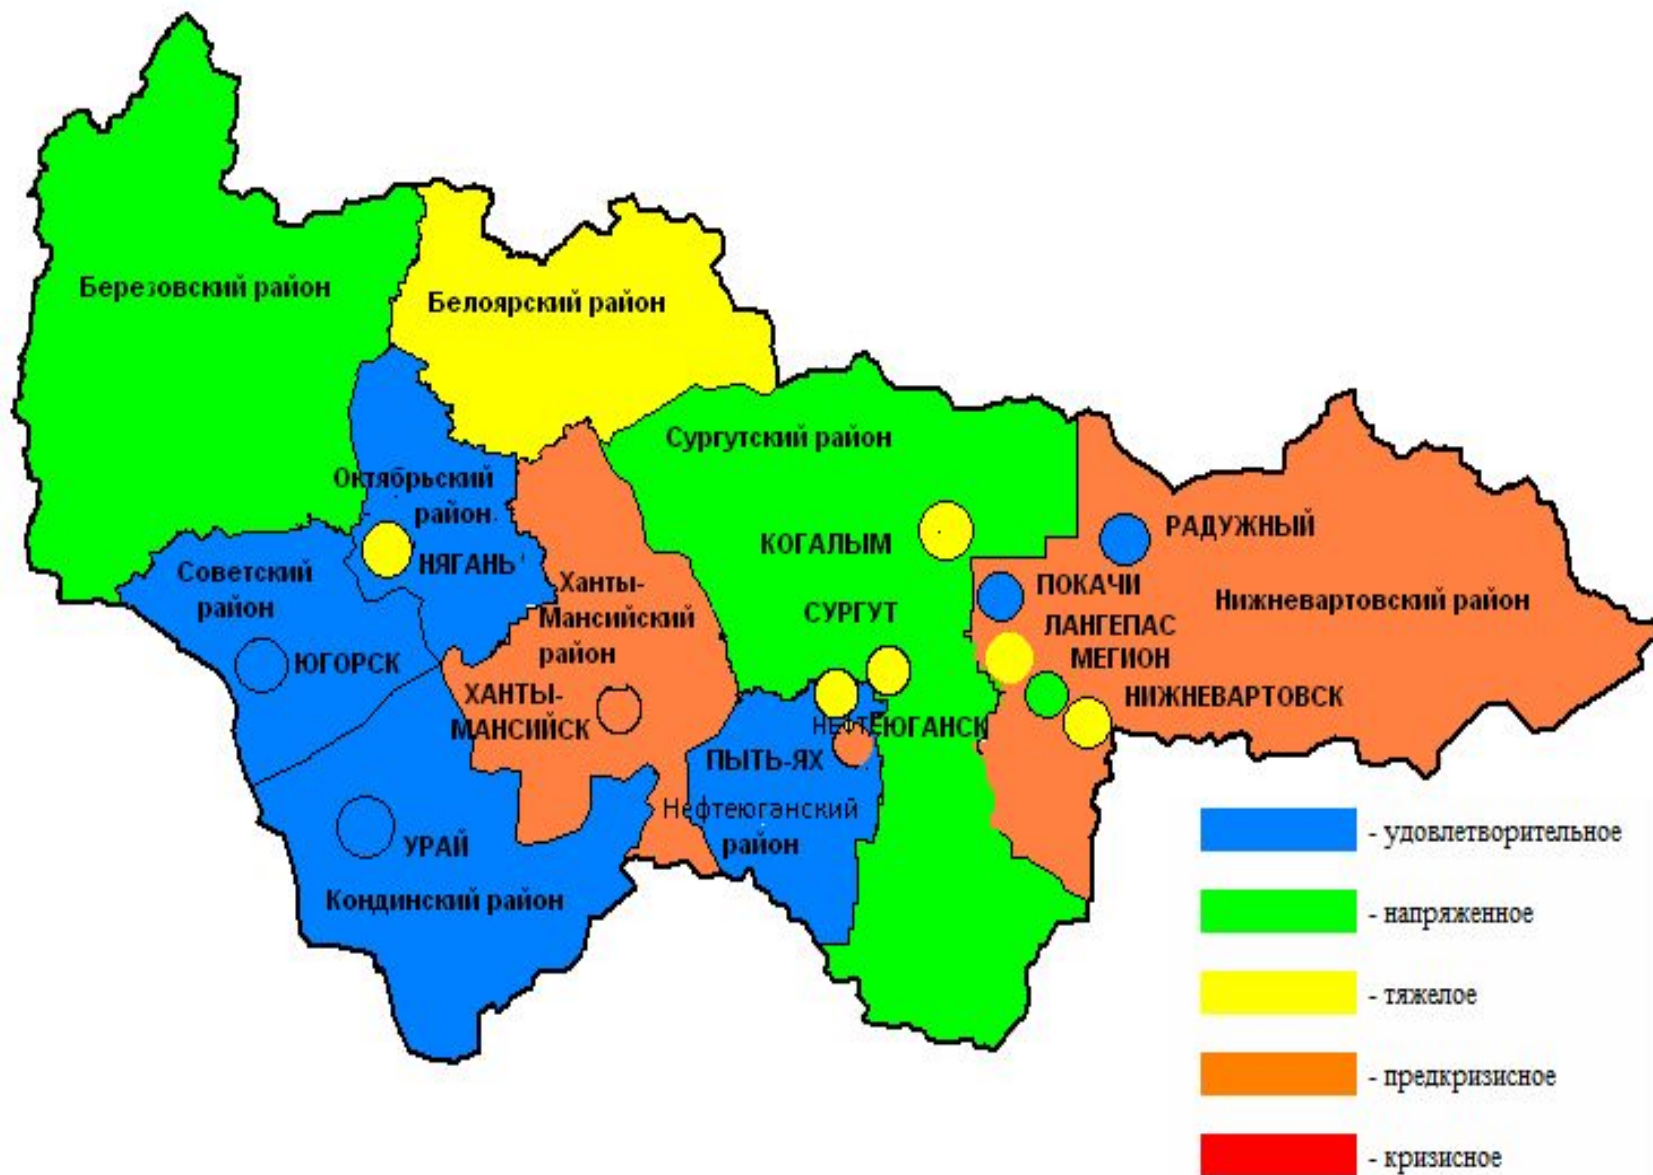 Березовский район
Белоярский район
Сургутский район
Октябрьский
район.
КОГАЛЫМ
РАДУЖНЫЙ
НЯГАНЬ
Советский
район
Ханты-
Мансийский
район
ПОКАЧИ
Нижневартовский район
СУРГУТ
ЛАНГЕПАС
МЕГИОН
ЮГОРСК
ХАНТЫ-
МАНСИЙСК
НИЖНЕВАРТОВСК
НЕФТЕЮГАНСК
ПЫТЬ-ЯХ
Нефтеюганский
район
УРАЙ
Кондинский район
- удовлетворительное
- напряженное
- тяжелое
- предкризисное
- кризисное